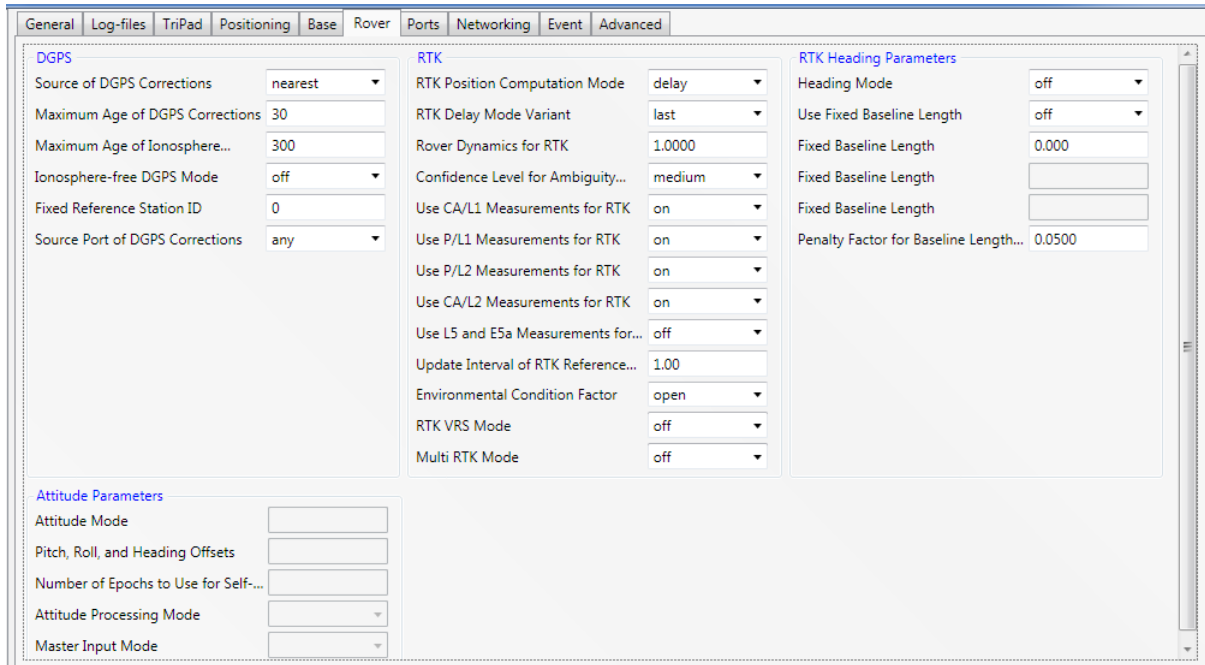 General Log-files TriPad Positioning Base Rover Ports Networking Event Advanced
DGPS
Source of DGPS Corrections nearest
Maximum Age of DGPS Corrections 30
Maximum Age of Ionosphere... 300
Ionosphere-free DGPS Mode off
Fixed Reference Station ID 0
Source Port of DGPS Corrections any
RTK
RTK Position Computation Mode delay
RTK Delay Mode Variant last
Rover Dynamics for RTK 1.0000
Confidence Level for Ambiguity... medium
Use CA/L1 Measurements for RTK on
Use P/L1 Measurements for RTK on
Use P/L2 Measurements for RTK on
Use CA/L2 Measurements for RTK on
Use L5 and E5a Measurements for... off
Update Interval of RTK Reference... 1.00
Environmental Condition Factor open
RTK VRS Mode off
Multi RTK Mode off
RTK Heading Parameters
Heading Mode off
Use Fixed Baseline Length off
Fixed Baseline Length 0.000
Fixed Baseline Length
Fixed Baseline Length
Penalty Factor for Baseline Length... 0.0500
Attitude Parameters
Attitude Mode
Pitch, Roll, and Heading Offsets
Number of Epochs to Use for Self-...
Attitude Processing Mode
Master Input Mode